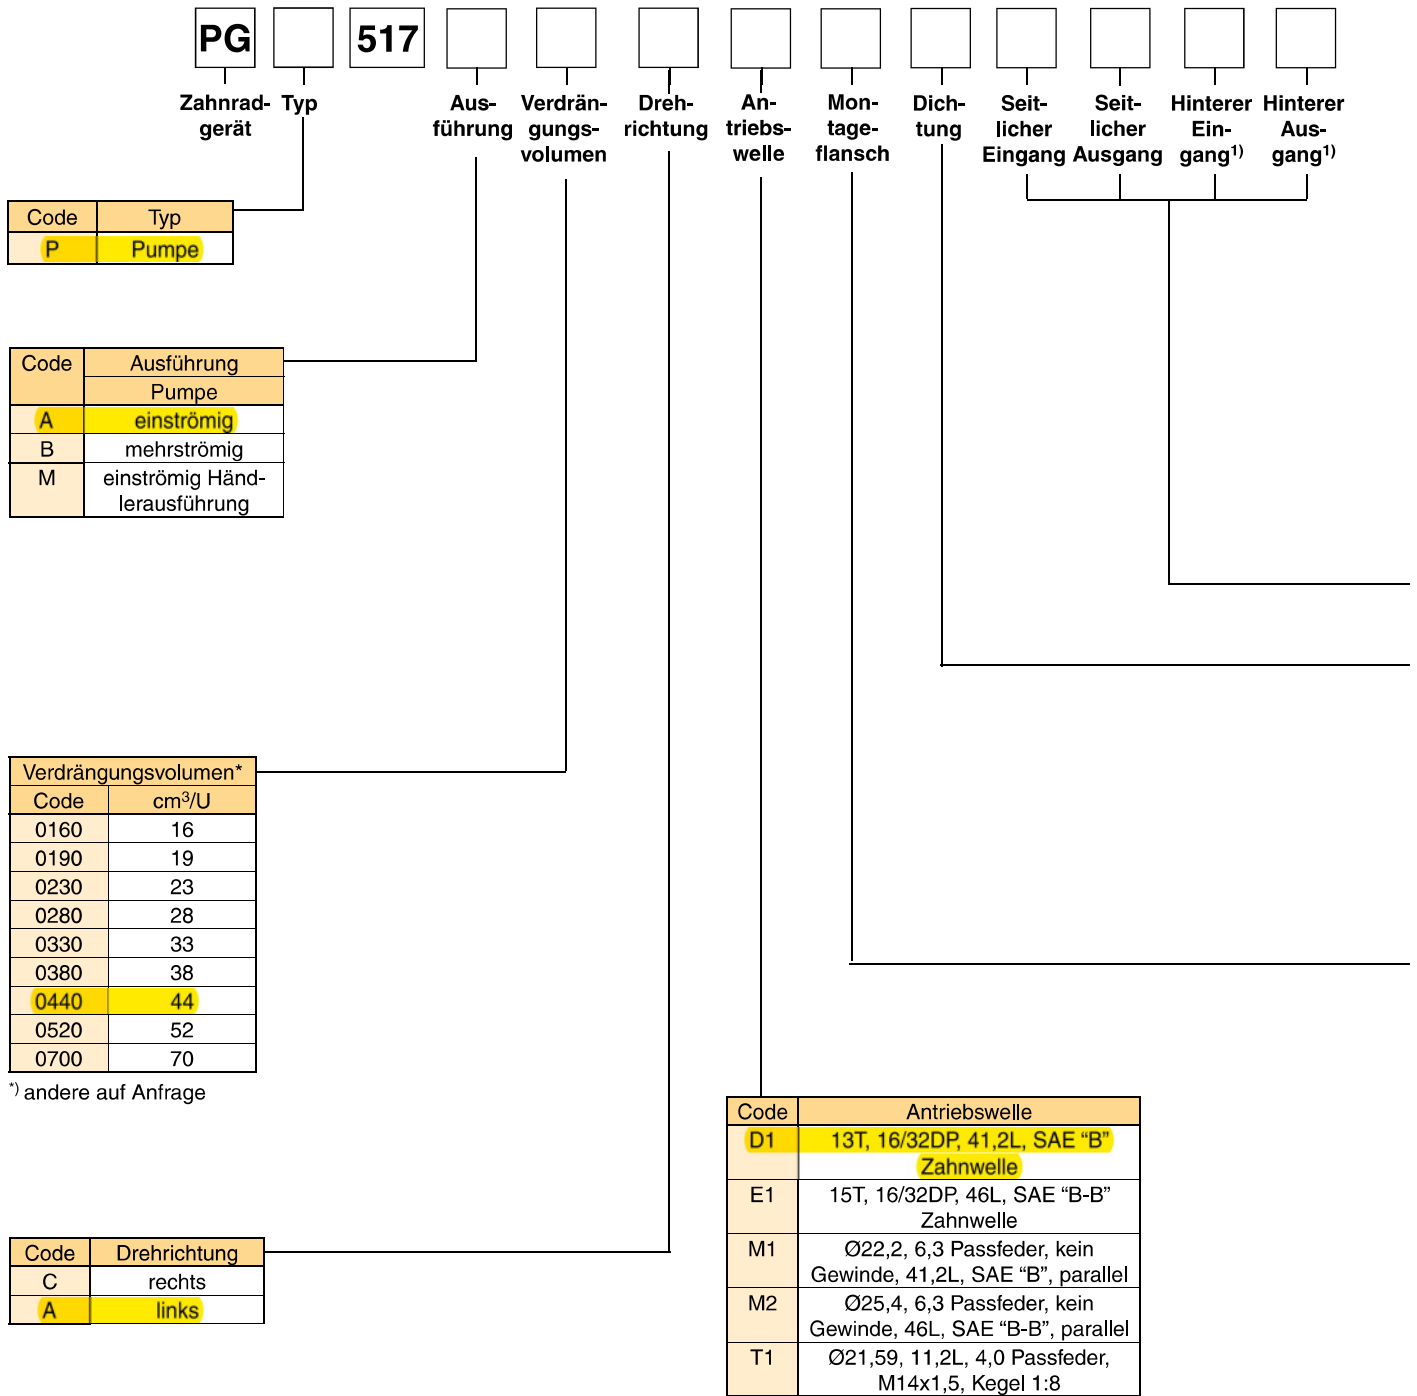 PG 517
Zahnrad- Typ Aus- Verdrän- Dreh- An- Mon- Dich- Seit- Seit- Hinterer Hinterer
gerät führung gungs- richtung triebs- tage- tung licher licher Ein- Aus-
volumen welle flansch Eingang Ausgang gang1) gang1)
Code Typ
P Pumpe
Code Ausführung
Pumpe
A einströmig
B mehrströmig
M einströmig Händ-
lerausführung
Verdrängungsvolumen*
Code cm³/U
0160 16
0190 19
0230 23
0280 28
0330 33
0380 38
0440 44
0520 52
0700 70
*) andere auf Anfrage
Code Drehrichtung
C rechts
A links
Code Antriebswelle
D1 13T, 16/32DP, 41,2L, SAE “B”
Zahnwelle
E1 15T, 16/32DP, 46L, SAE “B-B”
Zahnwelle
M1 Ø22,2, 6,3 Passfeder, kein
Gewinde, 41,2L, SAE “B”, parallel
M2 Ø25,4, 6,3 Passfeder, kein
Gewinde, 46L, SAE “B-B”, parallel
T1 Ø21,59, 11,2L, 4,0 Passfeder,
M14x1,5, Kegel 1:8